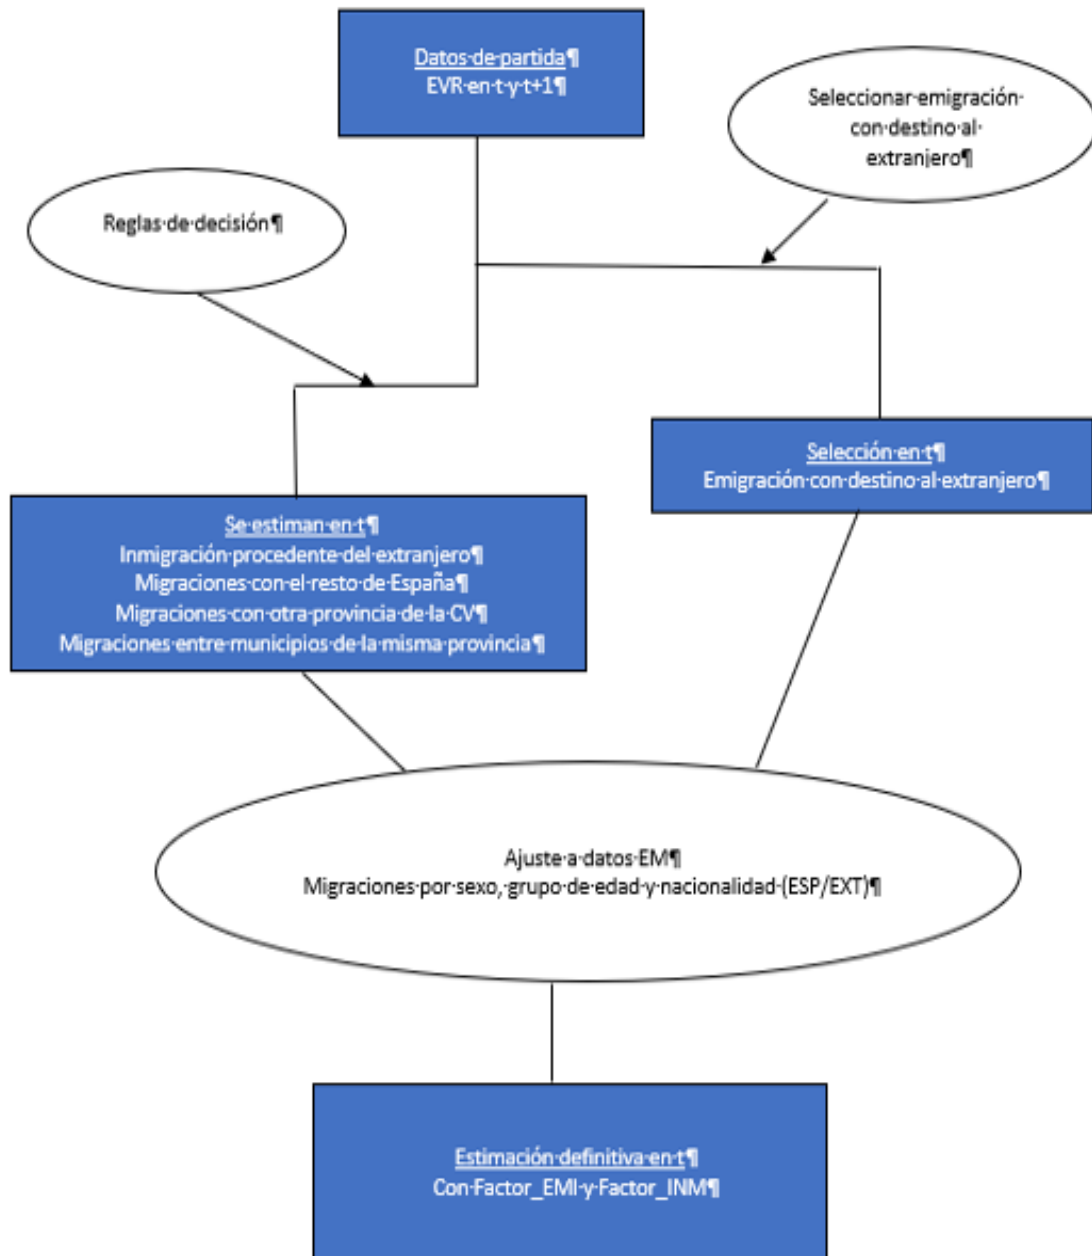 Datos·de·partida¶
EVR·en·t·y·t+1¶
Seleccionar·emigración·
con·destino·al·
extranjero¶
Reglas·de·decisión¶
Selección·en·t¶
Emigración·con·destino·al·extranjero¶
Se·estiman·en·t¶
Inmigración·procedente·del·extranjero¶
Migraciones·con·el·resto·de·España¶
Migraciones·con·otra·provincia·de·la·CV¶
Migraciones·entre·municipios·de·la·misma·provincia¶
Ajuste·a·datos·EM¶
Migraciones·por·sexo,·grupo·de·edad·y·nacionalidad·(ESP/EXT)¶
Estimación·definitiva·en·t¶
Con·Factor_EMI·y·Factor_INM¶